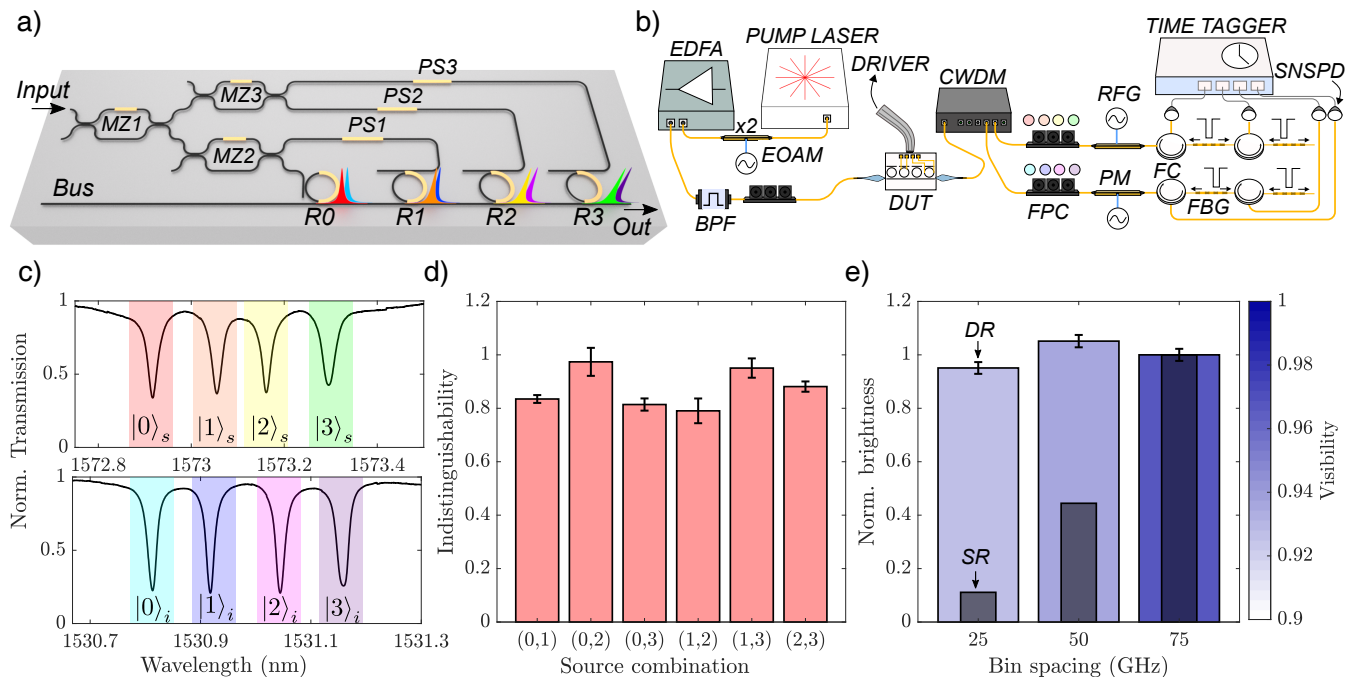 a)
Input
MZ1
MZ3
MZ2
PS3
PS2
PS1
Bus
R0
R1
R2
R3
Out
b)
EDFA
PUMP LASER
DRIVER
CWDM
TIME TAGGER
SNSPD
x2
EOAM
RFG
BPF
DUT
FPC
PM
FC
FBG
c)
Norm. Transmission
1
0.5
0
|0⟩s
|1⟩s
|2⟩s
|3⟩s
1572.8
1573
1573.2
1573.4
1
0.5
0
|0⟩i
|1⟩i
|2⟩i
|3⟩i
1530.7
1530.9
1531.1
1531.3
Wavelength (nm)
d)
Indistinguishability
1.2
1
0.8
0.6
0.4
0.2
0
(0,1)
(0,2)
(0,3)
(1,2)
(1,3)
(2,3)
Source combination
e)
Norm. brightness
1.2
1
0.8
0.6
0.4
0.2
0
DR
SR
25
50
75
Bin spacing (GHz)
1
0.98
0.96
0.94
0.92
0.9
Visibility